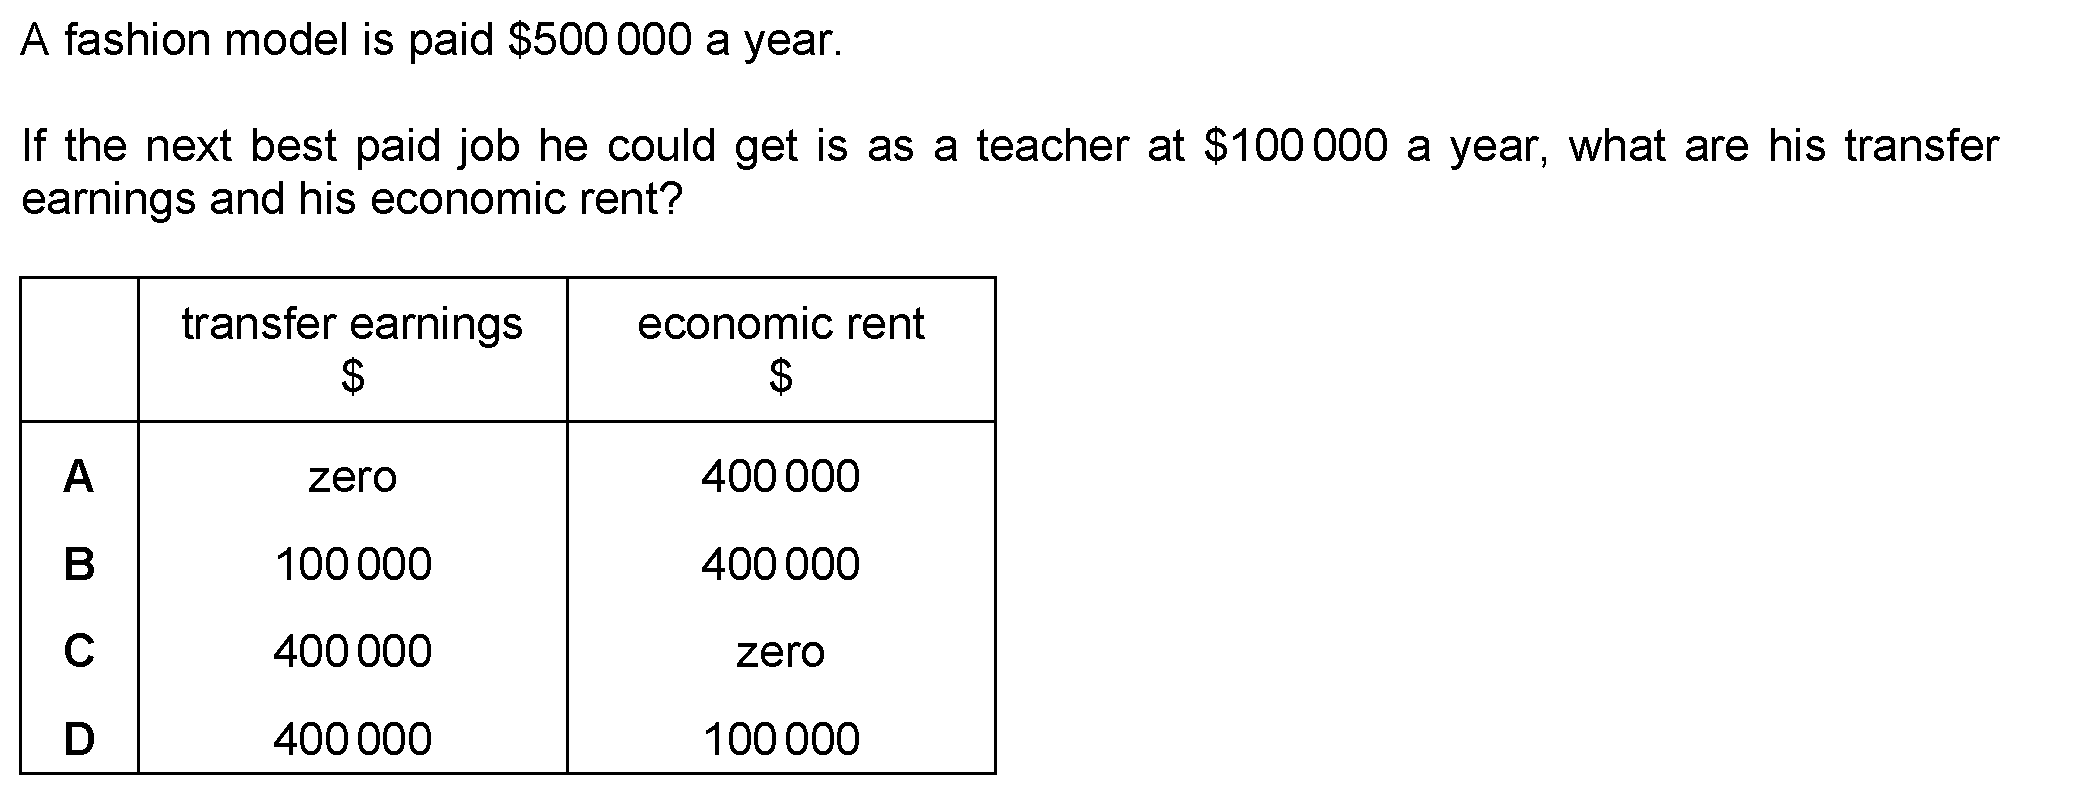 A fashion model is paid $500 000 a year.
If the next best paid job he could get is as a teacher at $100 000 a year, what are his transfer
earnings and his economic rent?
transfer earnings economic rent
$ $
A zero 400 000
B 100 000 400 000
C 400 000 zero
D 400 000 100 000